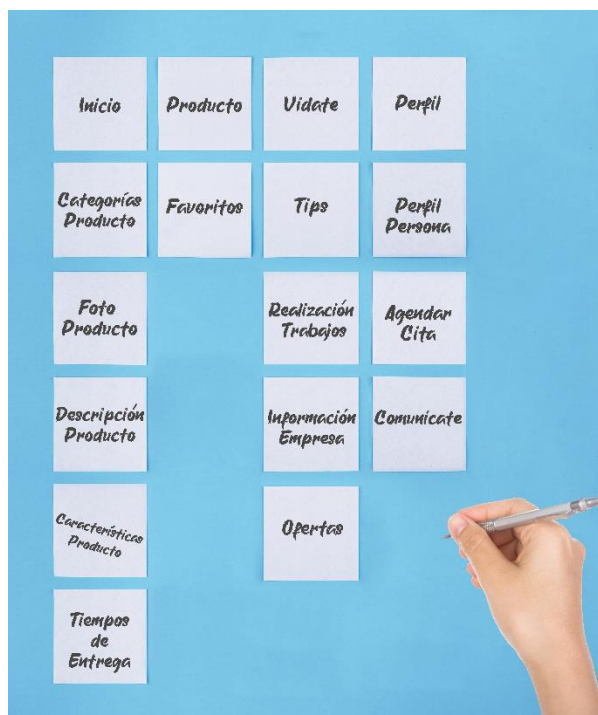 Inicio
Producto
Vidate
Perfil
Categorías
Producto
Favoritos
Tips
Perfil
Persona
Foto
Producto
Realización
Trabajos
Agendar
Cita
Descripción
Producto
Información
Empresa
Comunícate
Características
Producto
Ofertas
Tiempos
de
Entrega